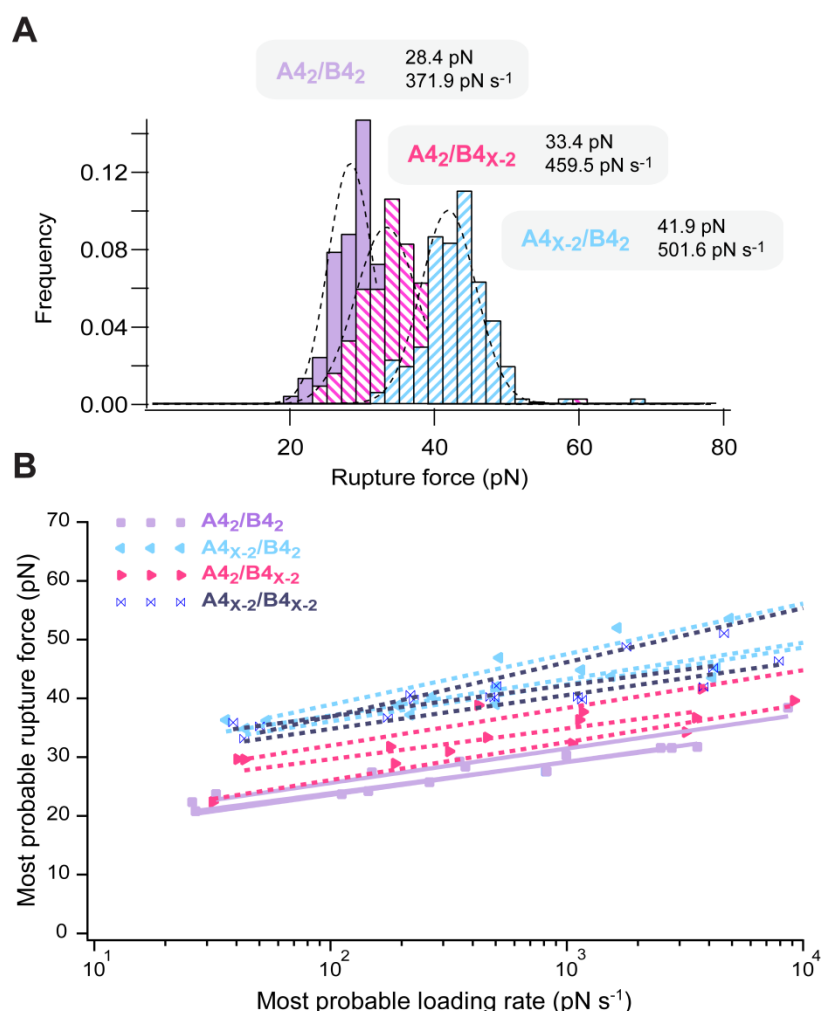 A
A4₂/B4₂
28.4 pN
371.9 pN s⁻¹
A4₂/B4ₓ₋₂
33.4 pN
459.5 pN s⁻¹
A4ₓ₋₂/B4₂
41.9 pN
501.6 pN s⁻¹
Frequency
0.12
0.08
0.04
0.00
20
40
60
80
Rupture force (pN)
B
Most probable rupture force (pN)
70
60
50
40
30
20
10
0
A4₂/B4₂
A4ₓ₋₂/B4₂
A4₂/B4ₓ₋₂
A4ₓ₋₂/B4ₓ₋₂
10¹
10²
10³
10⁴
Most probable loading rate (pN s⁻¹)